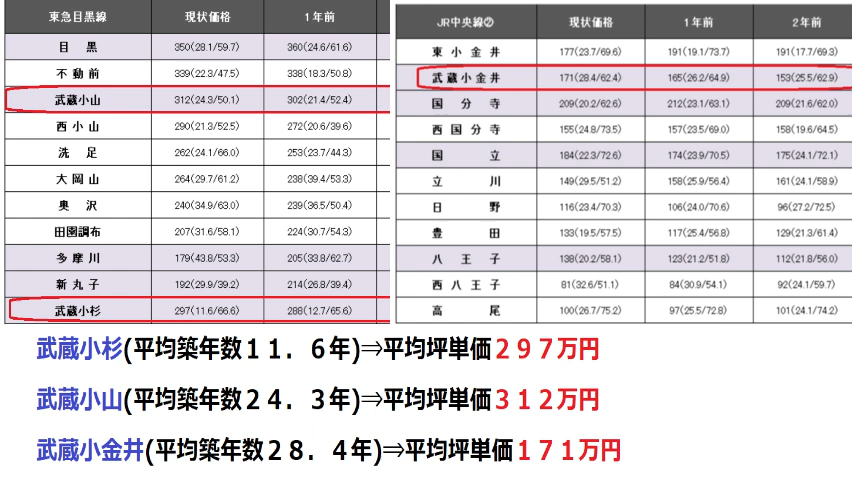 東急目黒線 現状価格 1年前
目黒 350(28.1/59.7) 360(24.6/61.6)
不動前 339(22.3/47.5) 338(18.3/50.8)
武蔵小山 312(24.3/50.1) 302(21.4/52.4)
西小山 290(21.3/52.5) 272(20.6/39.6)
洗足 262(24.1/66.0) 253(23.7/44.3)
大岡山 264(29.7/61.2) 238(39.4/53.3)
奥沢 240(34.9/63.0) 239(36.5/50.4)
田園調布 207(31.6/58.1) 224(30.7/54.3)
多摩川 179(43.8/53.3) 205(33.8/62.7)
新丸子 192(29.9/39.2) 214(26.8/39.4)
武蔵小杉 297(11.6/66.6) 288(12.7/65.6)
JR中央線② 現状価格 1年前 2年前
東小金井 177(23.7/69.6) 191(19.1/73.7) 191(17.7/69.3)
武蔵小金井 171(28.4/62.4) 165(26.2/64.9) 153(25.5/62.9)
国分寺 209(20.2/62.6) 212(23.1/63.1) 209(21.6/62.0)
西国分寺 155(24.8/73.5) 157(23.5/69.0) 158(19.6/64.5)
国立 184(22.3/72.6) 174(23.9/70.5) 175(24.1/72.1)
立川 149(29.5/51.2) 158(25.9/56.4) 161(24.1/58.9)
日野 116(23.4/70.3) 106(24.0/70.6) 96(27.2/72.5)
豊田 133(19.5/57.5) 117(25.4/56.8) 129(21.3/61.4)
八王子 138(20.2/58.1) 123(21.2/51.8) 112(21.8/56.0)
西八王子 81(32.6/51.1) 84(30.9/54.1) 92(24.1/59.7)
高尾 100(26.7/75.2) 97(25.5/72.8) 101(24.1/74.2)
武蔵小杉(平均築年数11．6年)⇒平均坪単価297万円
武蔵小山(平均築年数24．3年)⇒平均坪単価312万円
武蔵小金井(平均築年数28．4年)⇒平均坪単価171万円